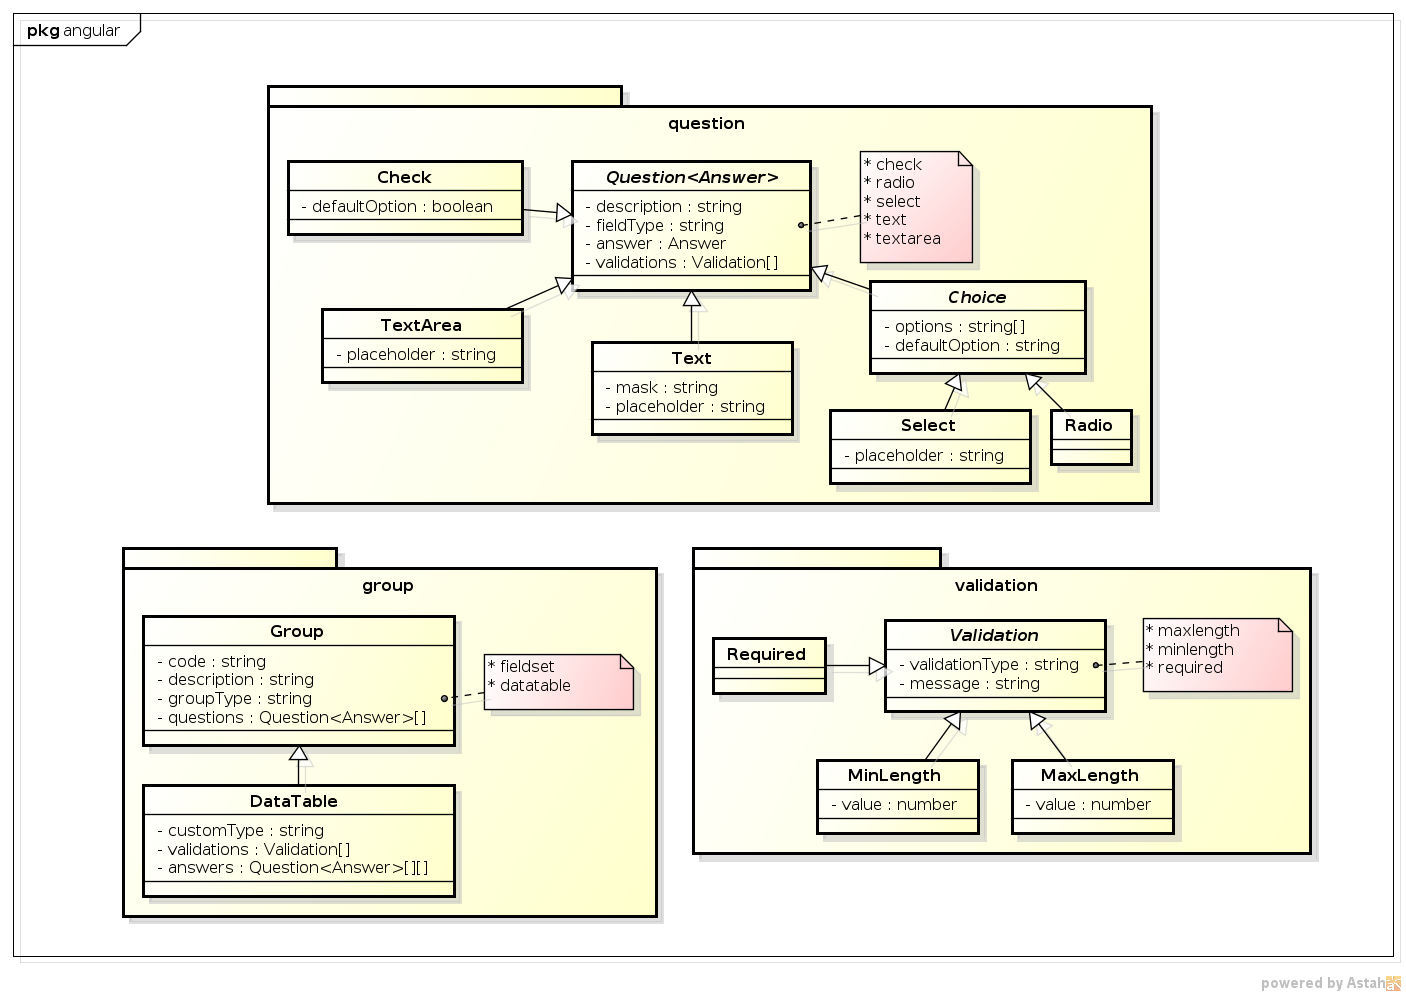 pkg angular
question
Check
- defaultOption : boolean
Question<Answer>
- description : string
- fieldType : string
- answer : Answer
- validations : Validation[]
* check
* radio
* select
* text
* textarea
TextArea
- placeholder : string
Text
- mask : string
- placeholder : string
Choice
- options : string[]
- defaultOption : string
Select
- placeholder : string
Radio
group
Group
- code : string
- description : string
- groupType : string
- questions : Question<Answer>[]
* fieldset
* datatable
DataTable
- customType : string
- validations : Validation[]
- answers : Question<Answer>[][]
validation
Required
Validation
- validationType : string
- message : string
* maxlength
* minlength
* required
MinLength
- value : number
MaxLength
- value : number
powered by Astah